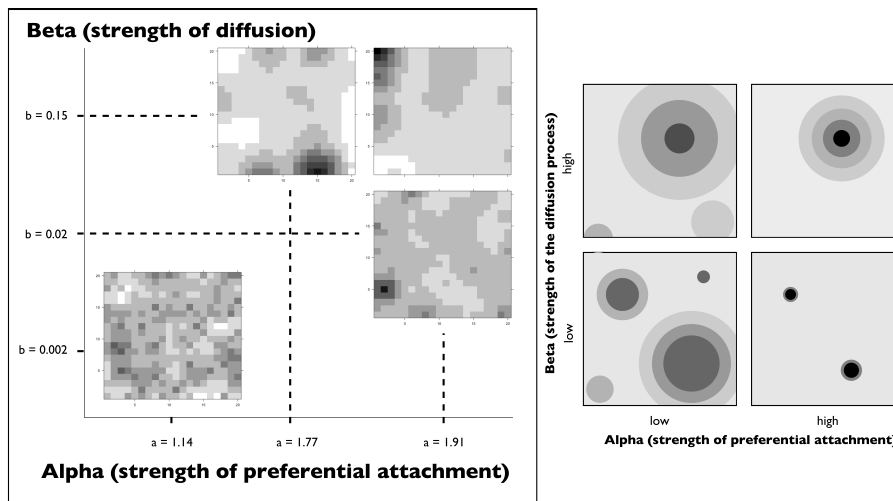 Beta (strength of diffusion)
b = 0.15
b = 0.02
b = 0.002
a = 1.14
a = 1.77
a = 1.91
Alpha (strength of preferential attachment)
Beta (strength of the diffusion process)
high
low
low
high
Alpha (strength of preferential attachment)